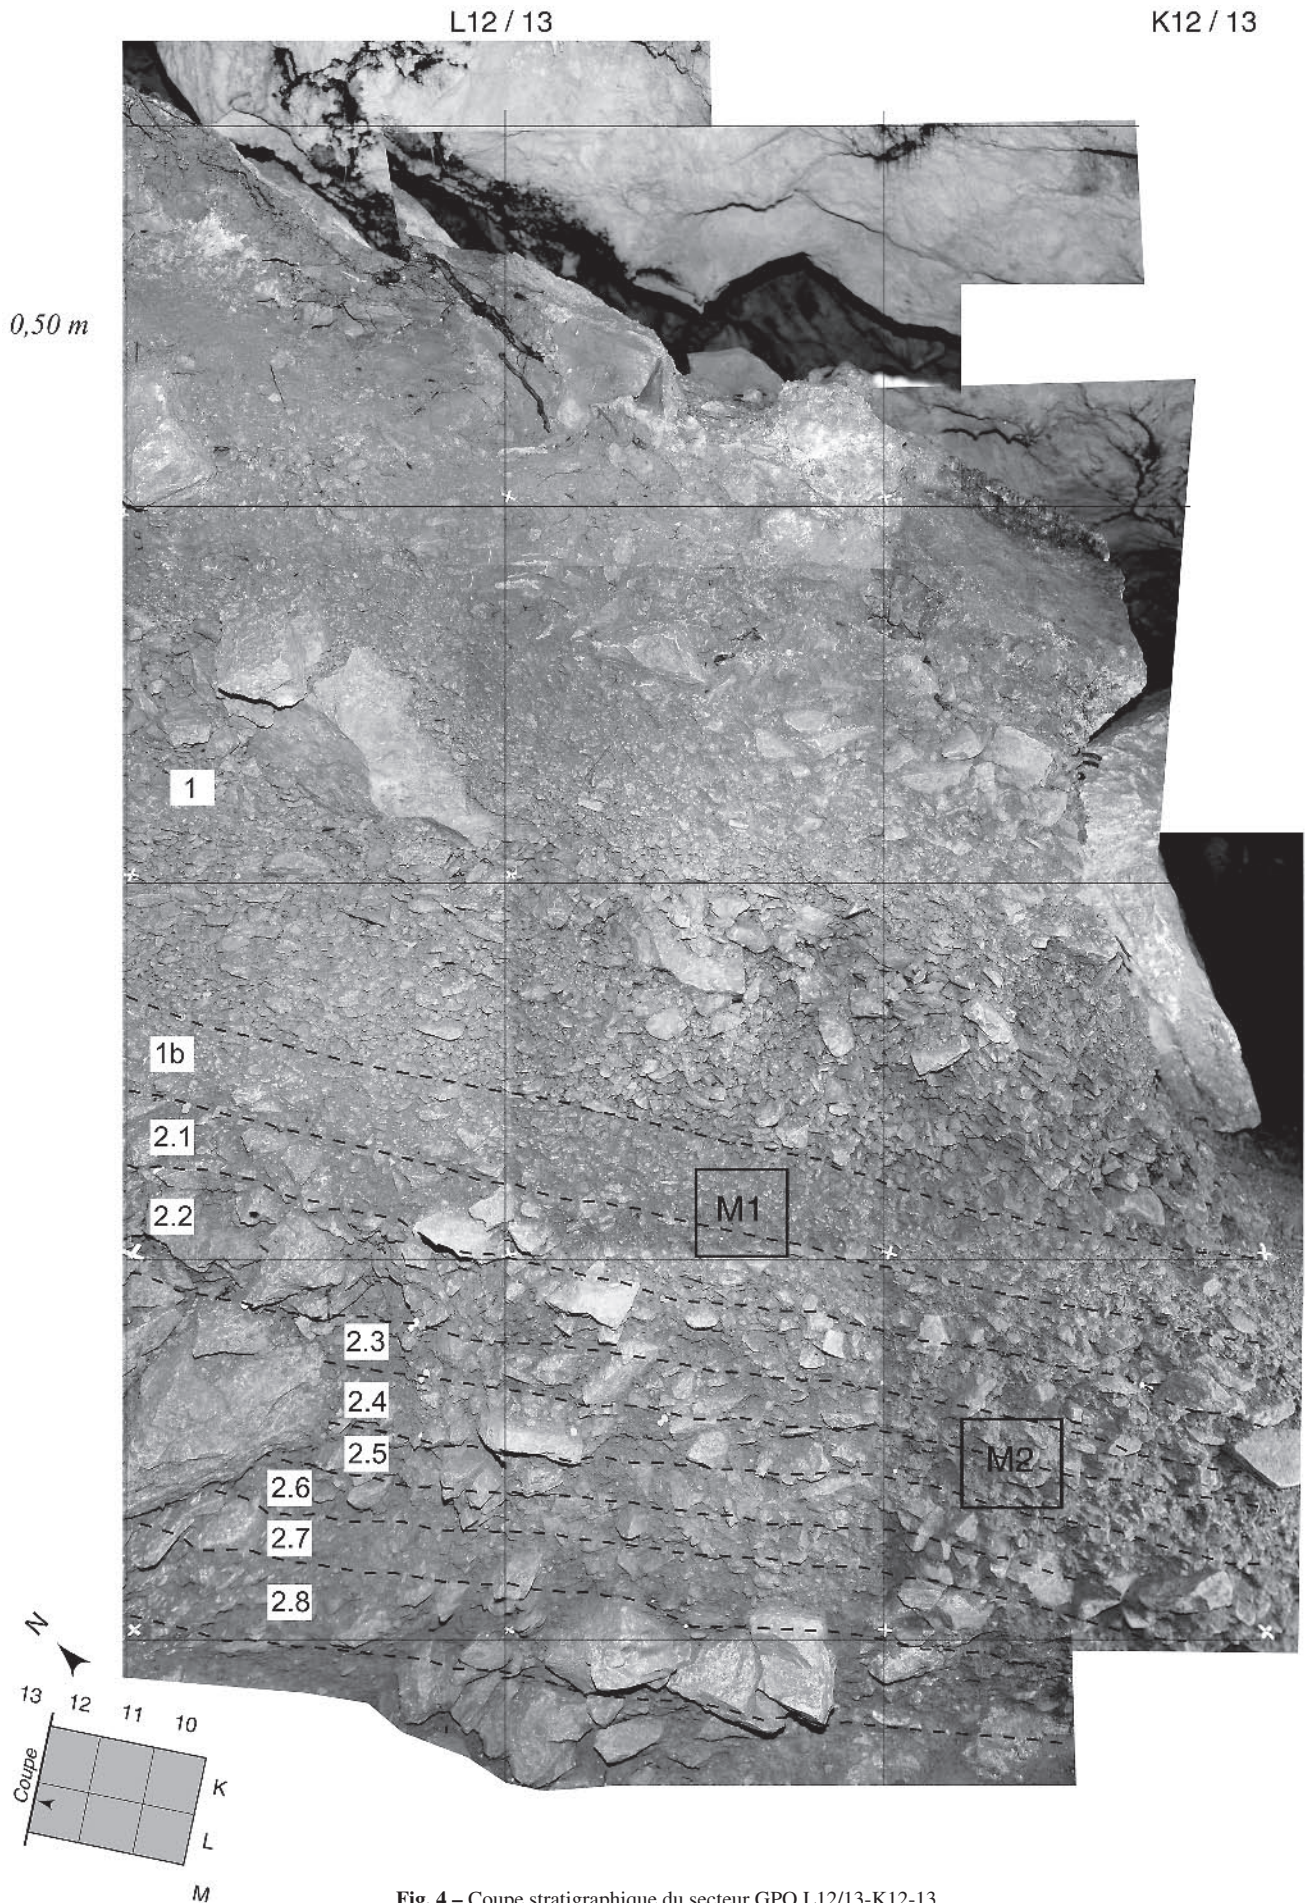 L12 / 13 K12 / 13
0,50 m
1
1b
2.1
M1
2.2
2.3
2.4
2.5
M2
2.6
2.7
2.8
N
13 12 11 10
Coupe
K
L
M
Fig. 4 – Coupe stratigraphique du secteur GPO L12/13-K12-13